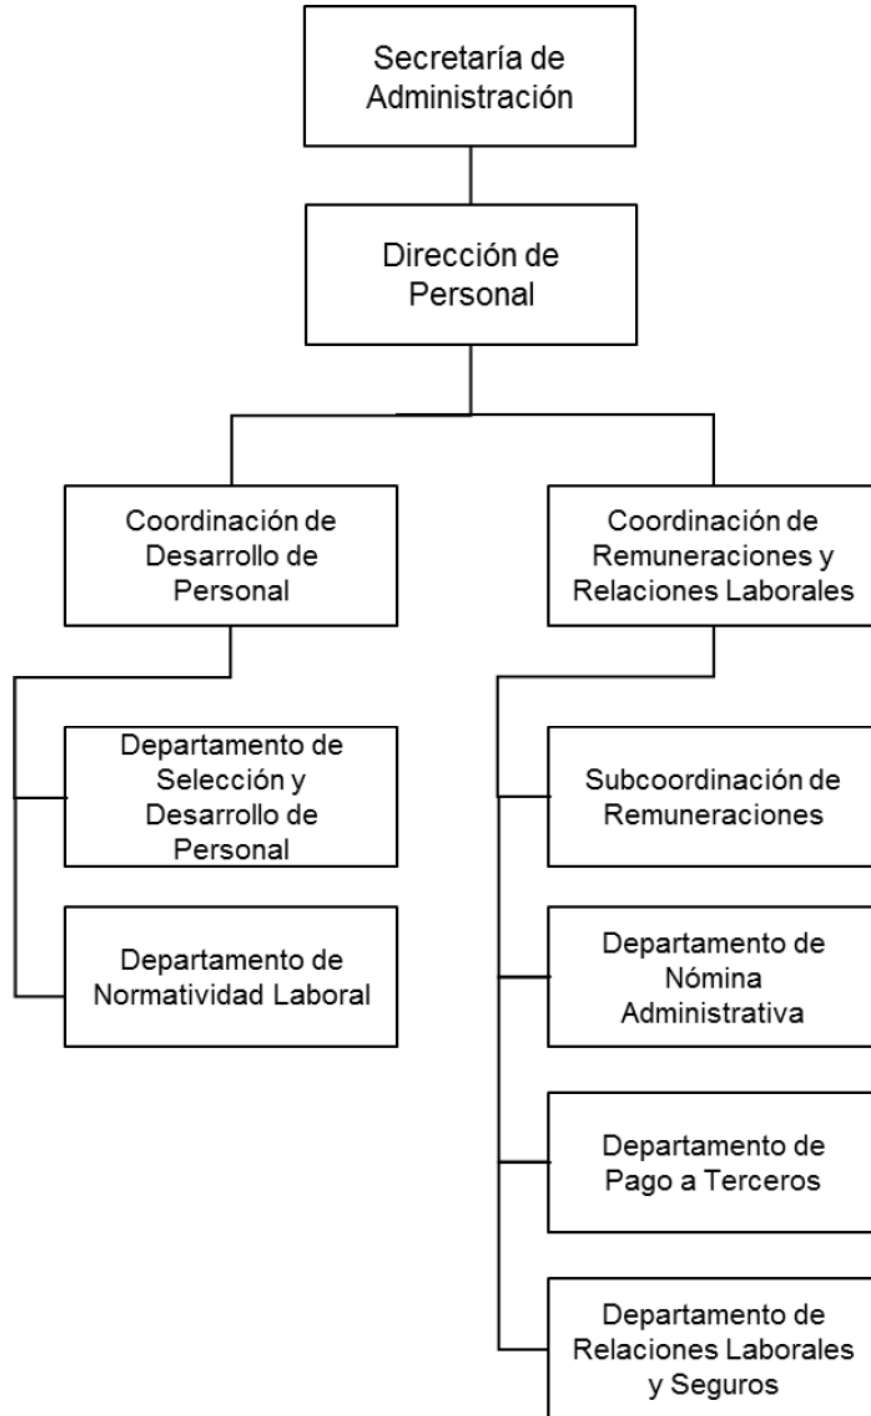 Secretaría de
Administración
Dirección de
Personal
Coordinación de
Desarrollo de
Personal
Coordinación de
Remuneraciones y
Relaciones Laborales
Departamento de
Selección y
Desarrollo de
Personal
Departamento de
Normatividad Laboral
Subcoordinación de
Remuneraciones
Departamento de
Nómina
Administrativa
Departamento de
Pago a Terceros
Departamento de
Relaciones Laborales
y Seguros